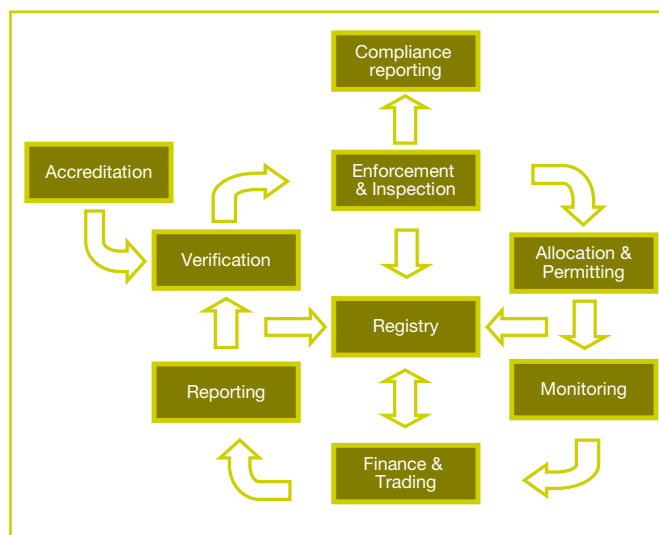 Compliance
reporting
Accreditation
Enforcement
& Inspection
Verification
Allocation &
Permitting
Registry
Reporting
Monitoring
Finance &
Trading